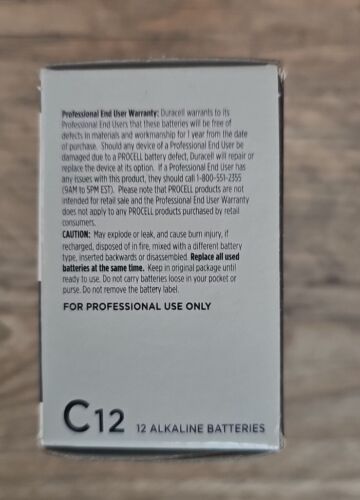 Professional End User Warranty: Duracell warrants to its
Professional End Users that these batteries will be free of
defects in materials and workmanship for 1 year from the date
of purchase. Should any device of a Professional End User be
damaged due to a PROCELL battery defect, Duracell will repair or
replace the device at its option. If a Professional End User has
any issues with this product, they should call 1-800-551-2355
(9AM to 5PM EST). Please note that PROCELL products are not
intended for retail sale and the Professional End User Warranty
does not apply to any PROCELL products purchased by retail
consumers.
CAUTION: May explode or leak, and cause burn injury, if
recharged, disposed of in fire, mixed with a different battery
type, inserted backwards or disassembled. Replace all used
batteries at the same time. Keep in original package until
ready to use. Do not carry batteries loose in your pocket or
purse. Do not remove the battery label.
FOR PROFESSIONAL USE ONLY
C12 12 ALKALINE BATTERIES